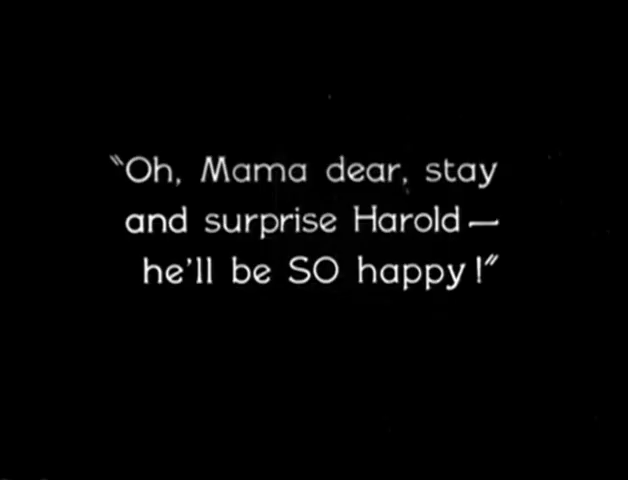 "Oh, Mama dear, stay
and surprise Harold—
he'll be SO happy!"